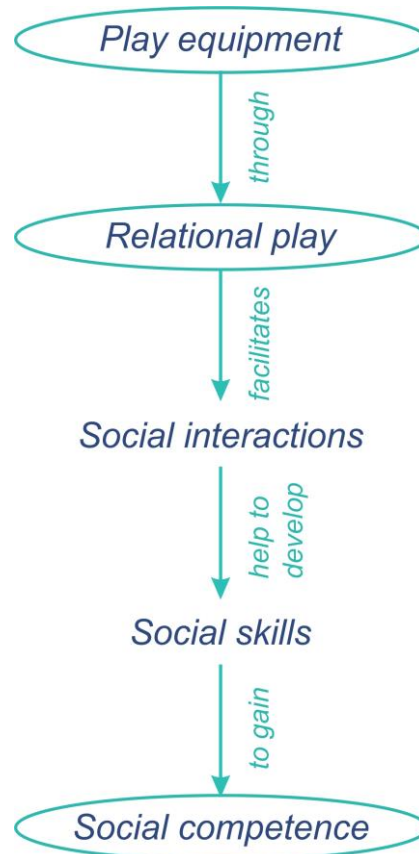 Play equipment
through
Relational play
facilitates
Social interactions
help to
develop
Social skills
to gain
Social competence